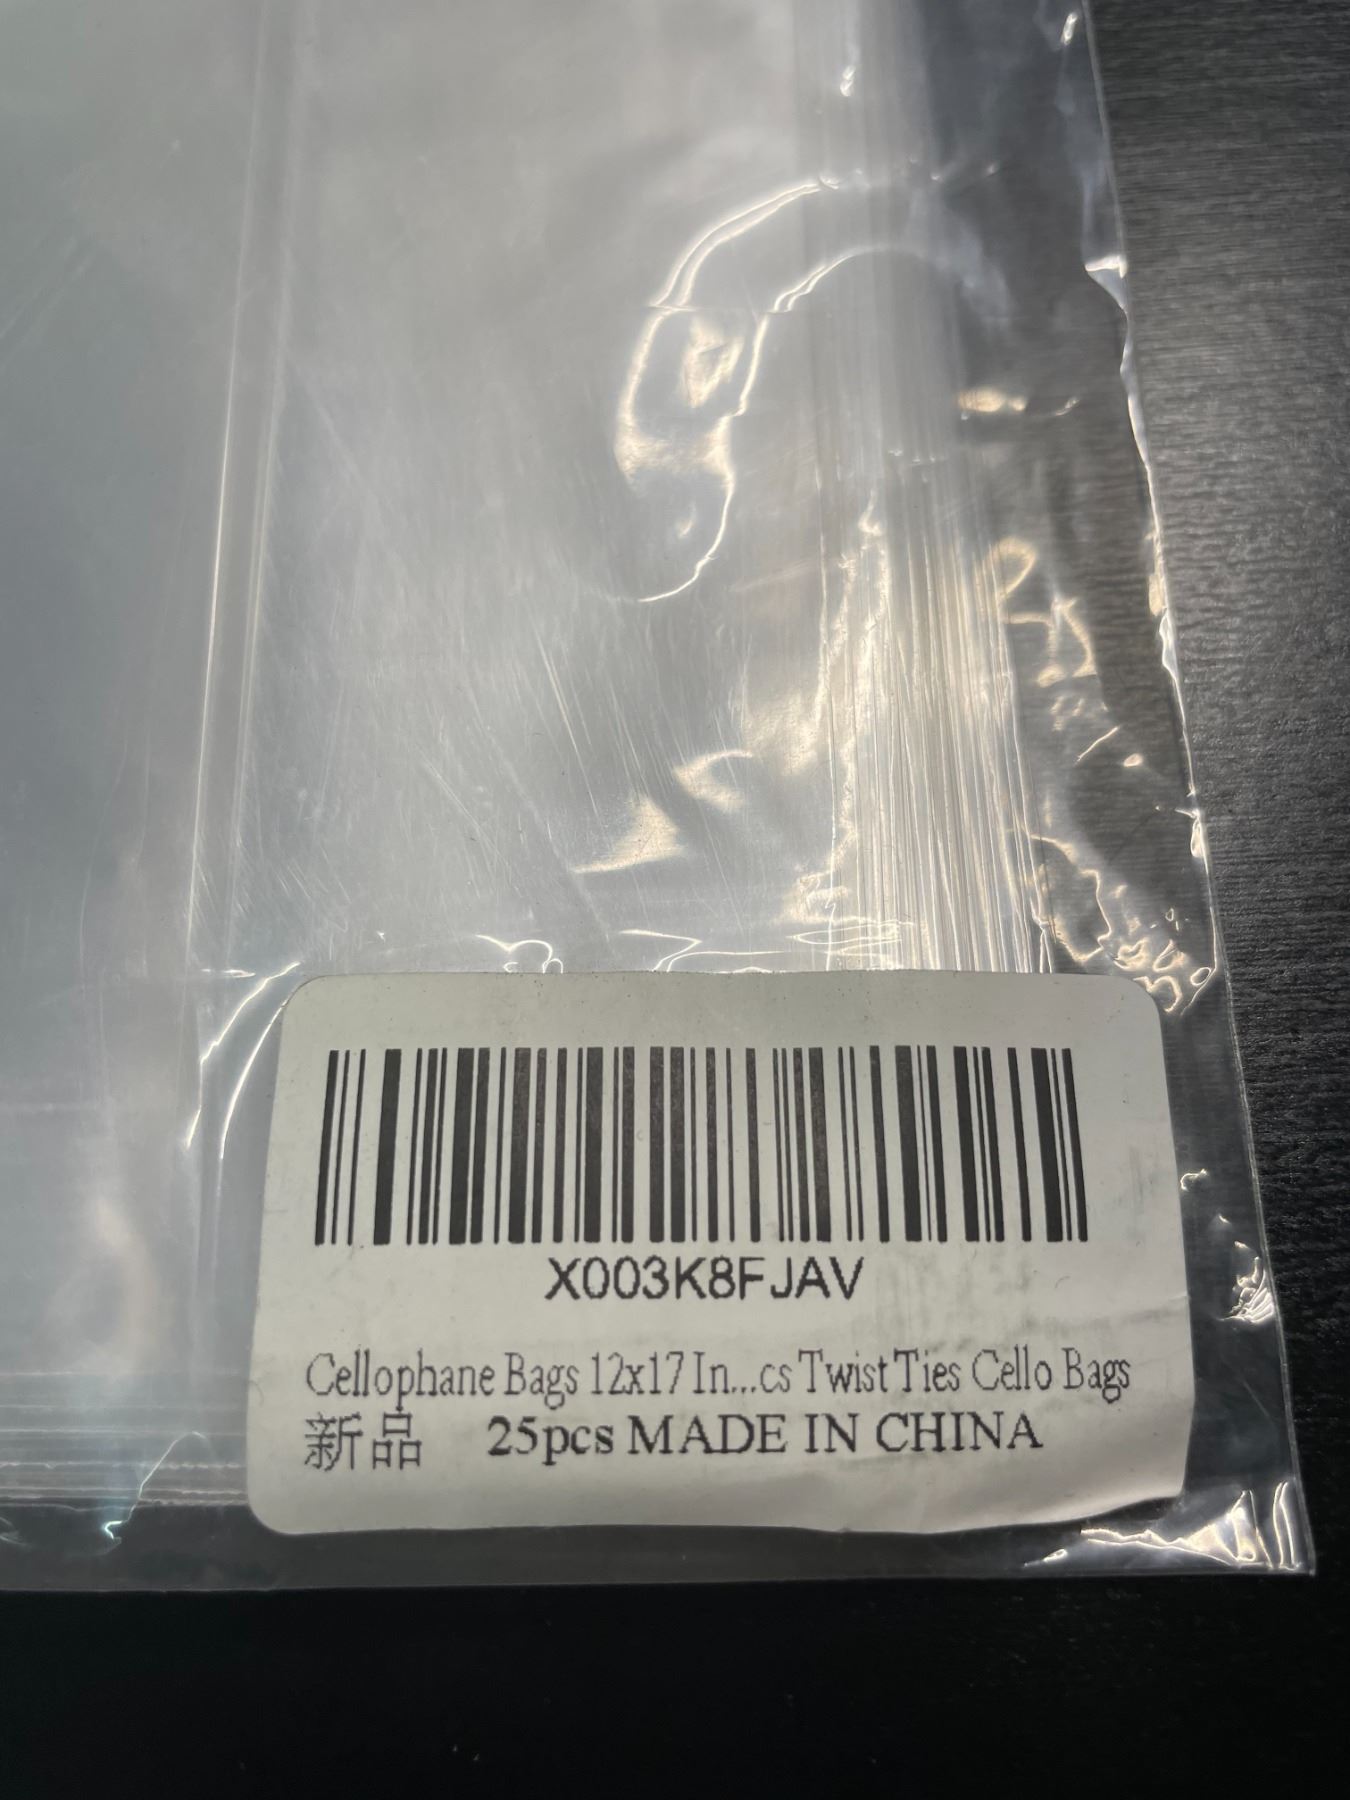 X003K8FJAV
Cellophane Bags 12x17 In...cs Twist Ties Cello Bags
新品 25pcs MADE IN CHINA